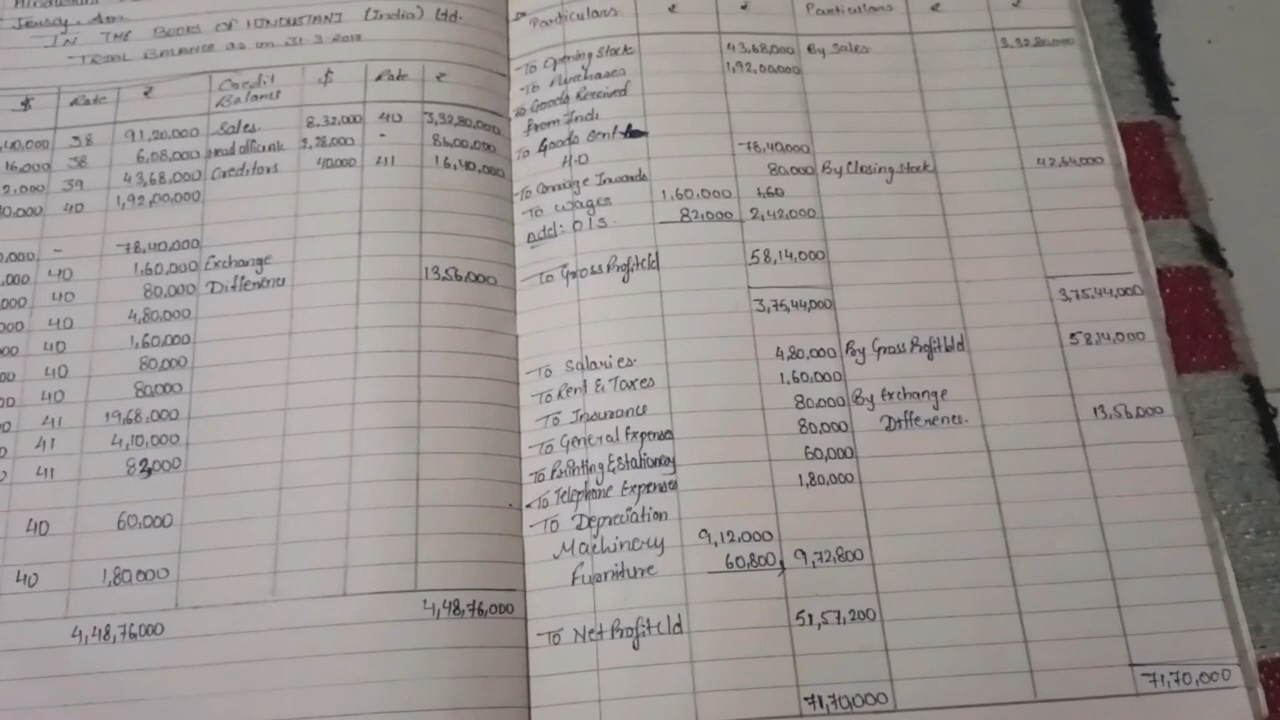 Jersey,
IN THE BOOKS OF HINDUSTANI (India) Ltd.
TRIAL BALANCE as on 31.3.2012
$ Rate ₹ Credit Balance $ Rate ₹
38 91,20,000 Sales 8,32,000 40 3,32,80,000
16,000 38 6,08,000 Head office 2,28,000 - 86,00,000
2,000 39 43,68,000 Creditors 40,000 41 16,40,000
40 1,92,00,000
- 78,40,000
40 1,60,000 Exchange
40 80,000 Difference 13,56,000
40 4,80,000
40 1,60,000
40 80,000
40 80,000
41 19,68,000
41 4,10,000
41 82,000
40 60,000
40 1,80,000
4,48,76,000 4,48,76,000
Particulars ₹ ₹ Particulars ₹ ₹
To Opening Stock 43,68,000 By Sales 3,32,80,000
To Purchases 1,92,00,000
To Goods Received
from Ind.
To Goods Sent
H.O 78,40,000
To Carriage Inwards 80,000 By Closing Stock 42,64,000
To Wages 1,60,000 1,60
Add: O/S 82,000 2,42,000
To Gross Profit c/d 58,14,000
3,75,44,000 3,75,44,000
To Salaries. 4,80,000 By Gross Profit b/d 58,14,000
To Rent & Taxes 1,60,000
To Insurance 80,000 By Exchange
To General Expenses 80,000 Difference. 13,56,000
To Printing & Stationary 60,000
To Telephone Expenses 1,80,000
To Depreciation
Machinery 9,12,000
Furniture 60,800 9,72,800
To Net Profit c/d 51,57,200
71,70,000 71,70,000